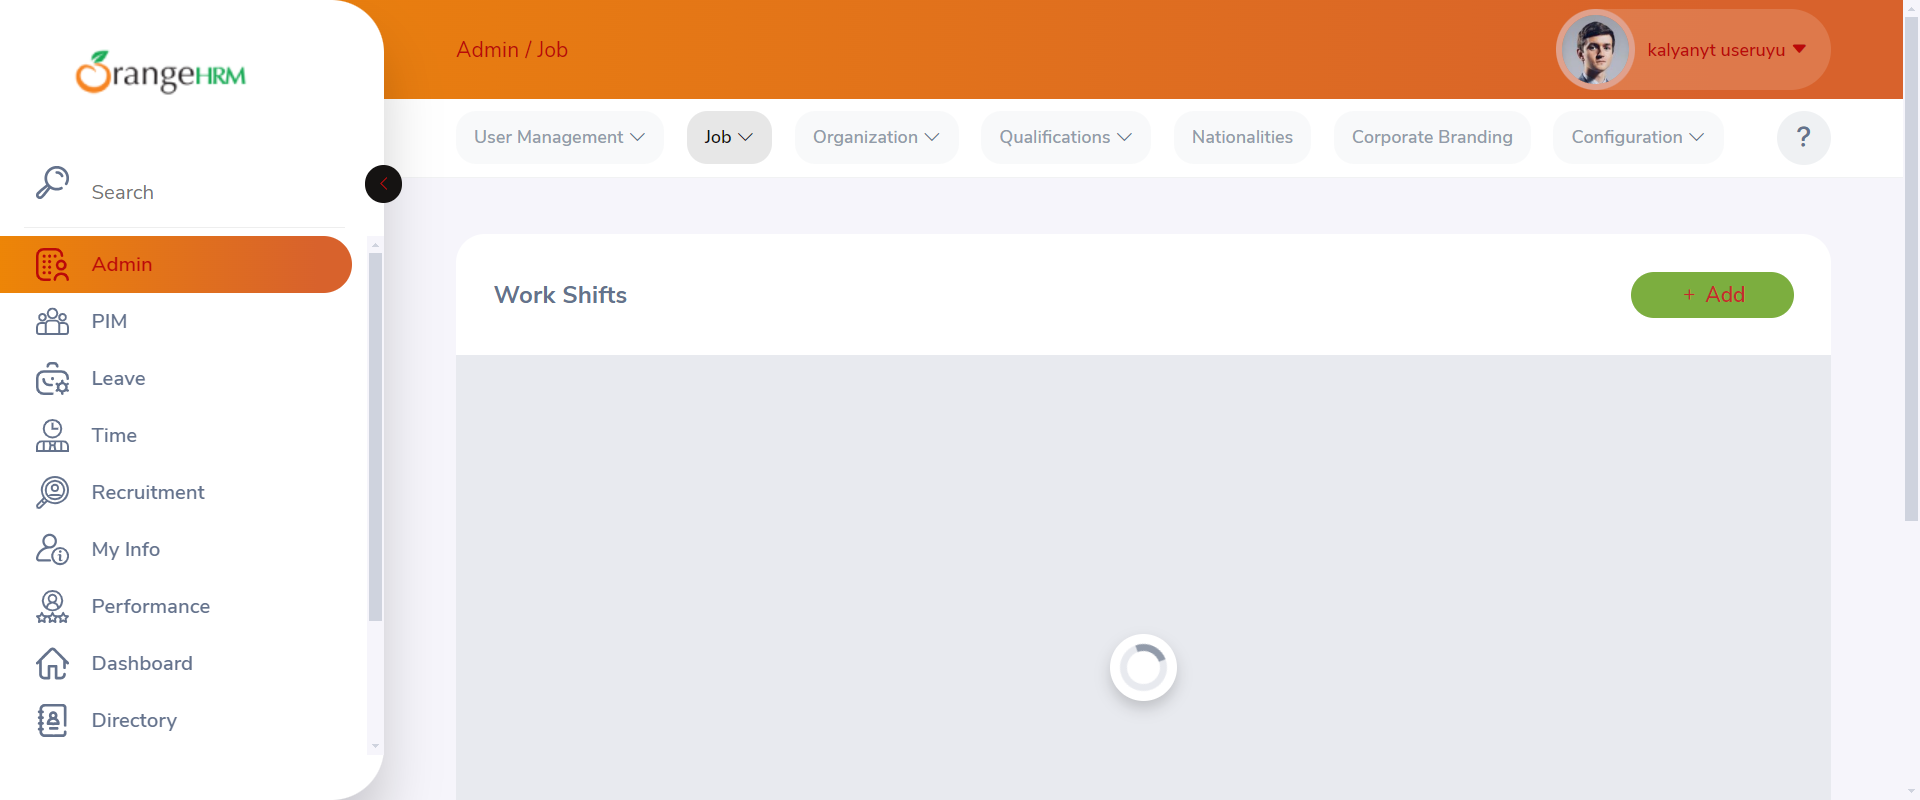 OrangeHRM
Admin / Job
kalyanyt useruyu
User Management
Job
Organization
Qualifications
Nationalities
Corporate Branding
Configuration
?
Search
Admin
PIM
Leave
Time
Recruitment
My Info
Performance
Dashboard
Directory
Work Shifts
+ Add